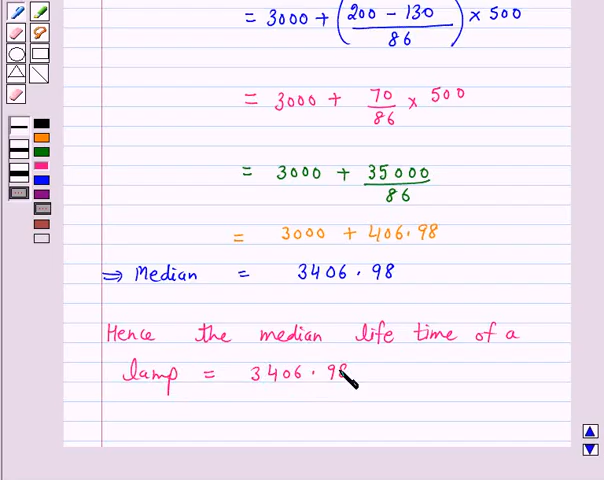 = 3000 + (200 - 130 / 86) × 500
= 3000 + 70/86 × 500
= 3000 + 35000/86
= 3000 + 406.98
⇒ Median = 3406.98
Hence the median life time of a
lamp = 3406.98